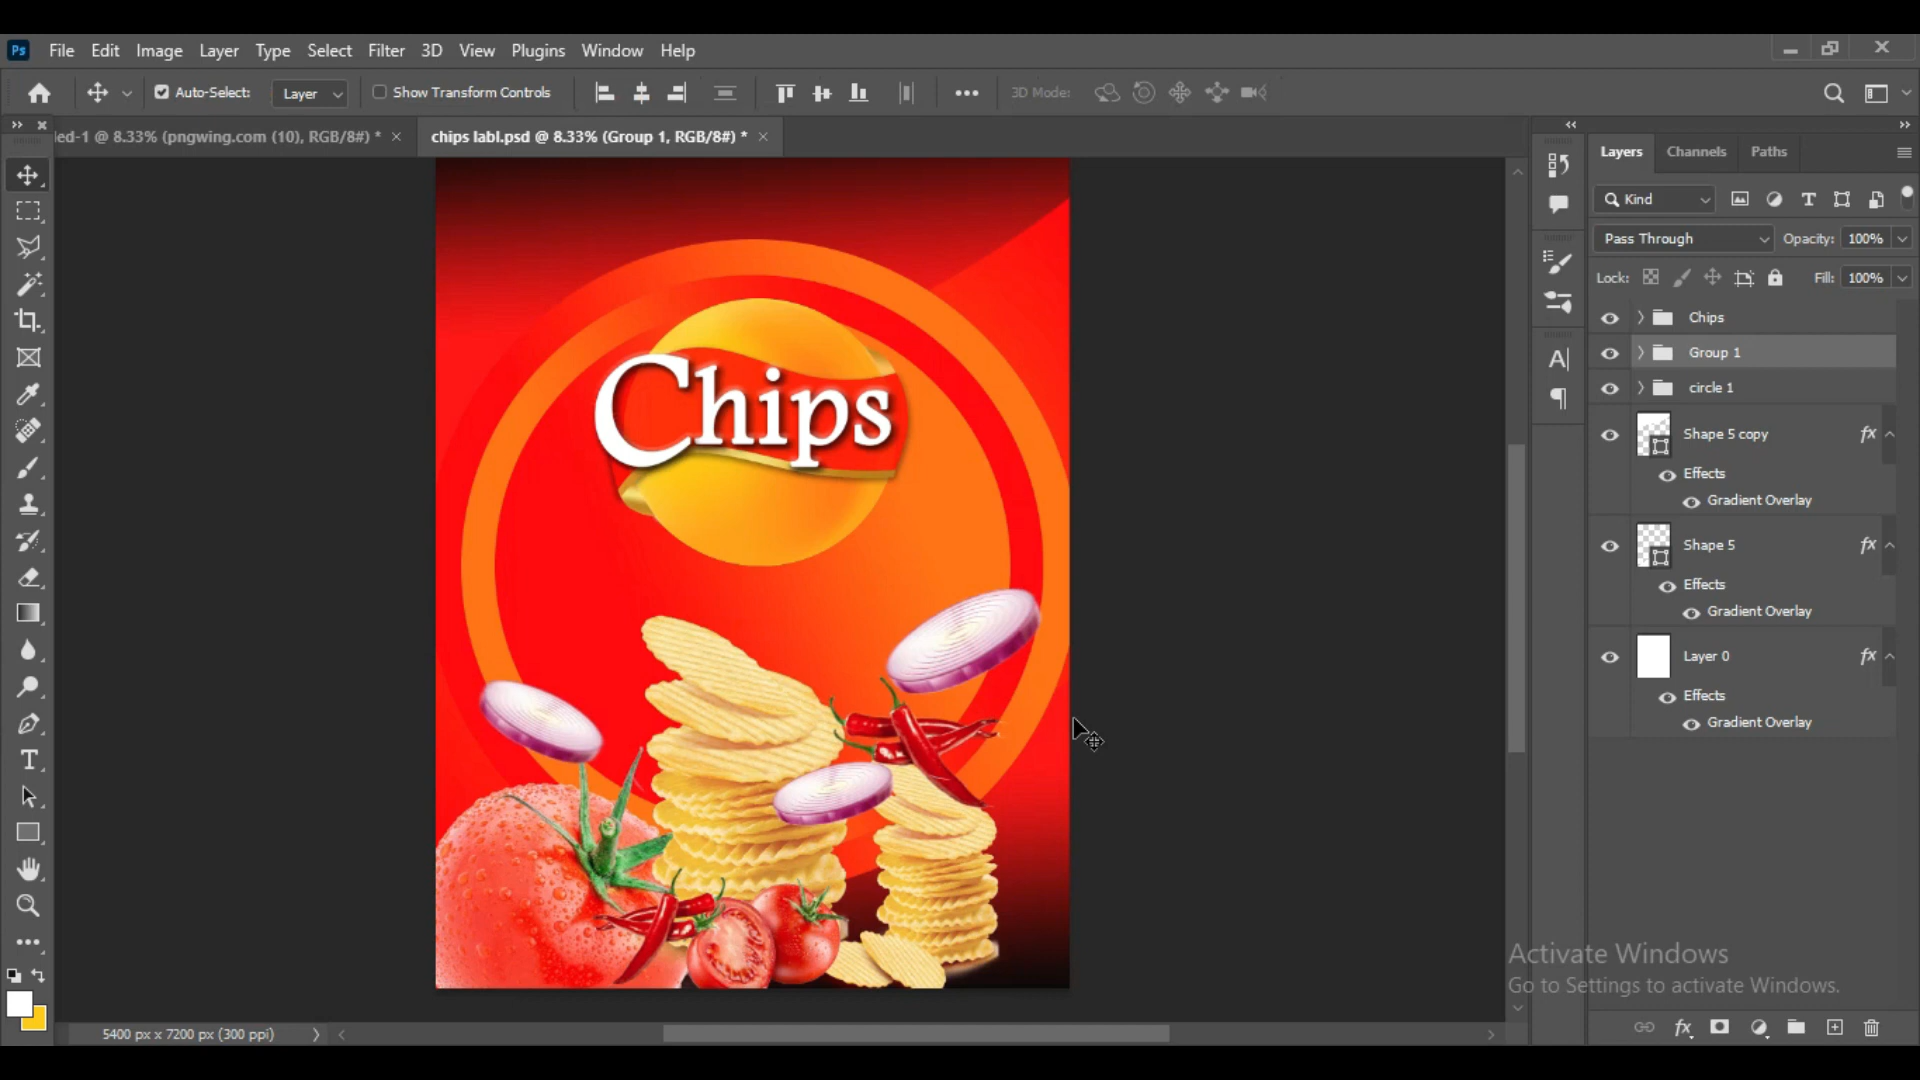 Ps File Edit Image Layer Type Select Filter 3D View Plugins Window Help
Auto-Select: Layer Show Transform Controls 3D Mode:
led-1 @ 8.33% (pngwing.com (10), RGB/8#) * chips labl.psd @ 8.33% (Group 1, RGB/8#) *
Layers Channels Paths
Kind
Pass Through Opacity: 100%
Lock: Fill: 100%
Chips
Group 1
circle 1
Shape 5 copy fx
Effects
Gradient Overlay
Shape 5 fx
Effects
Gradient Overlay
Layer 0 fx
Effects
Gradient Overlay
Chips
Activate Windows
Go to Settings to activate Windows.
5400 px x 7200 px (300 ppi)